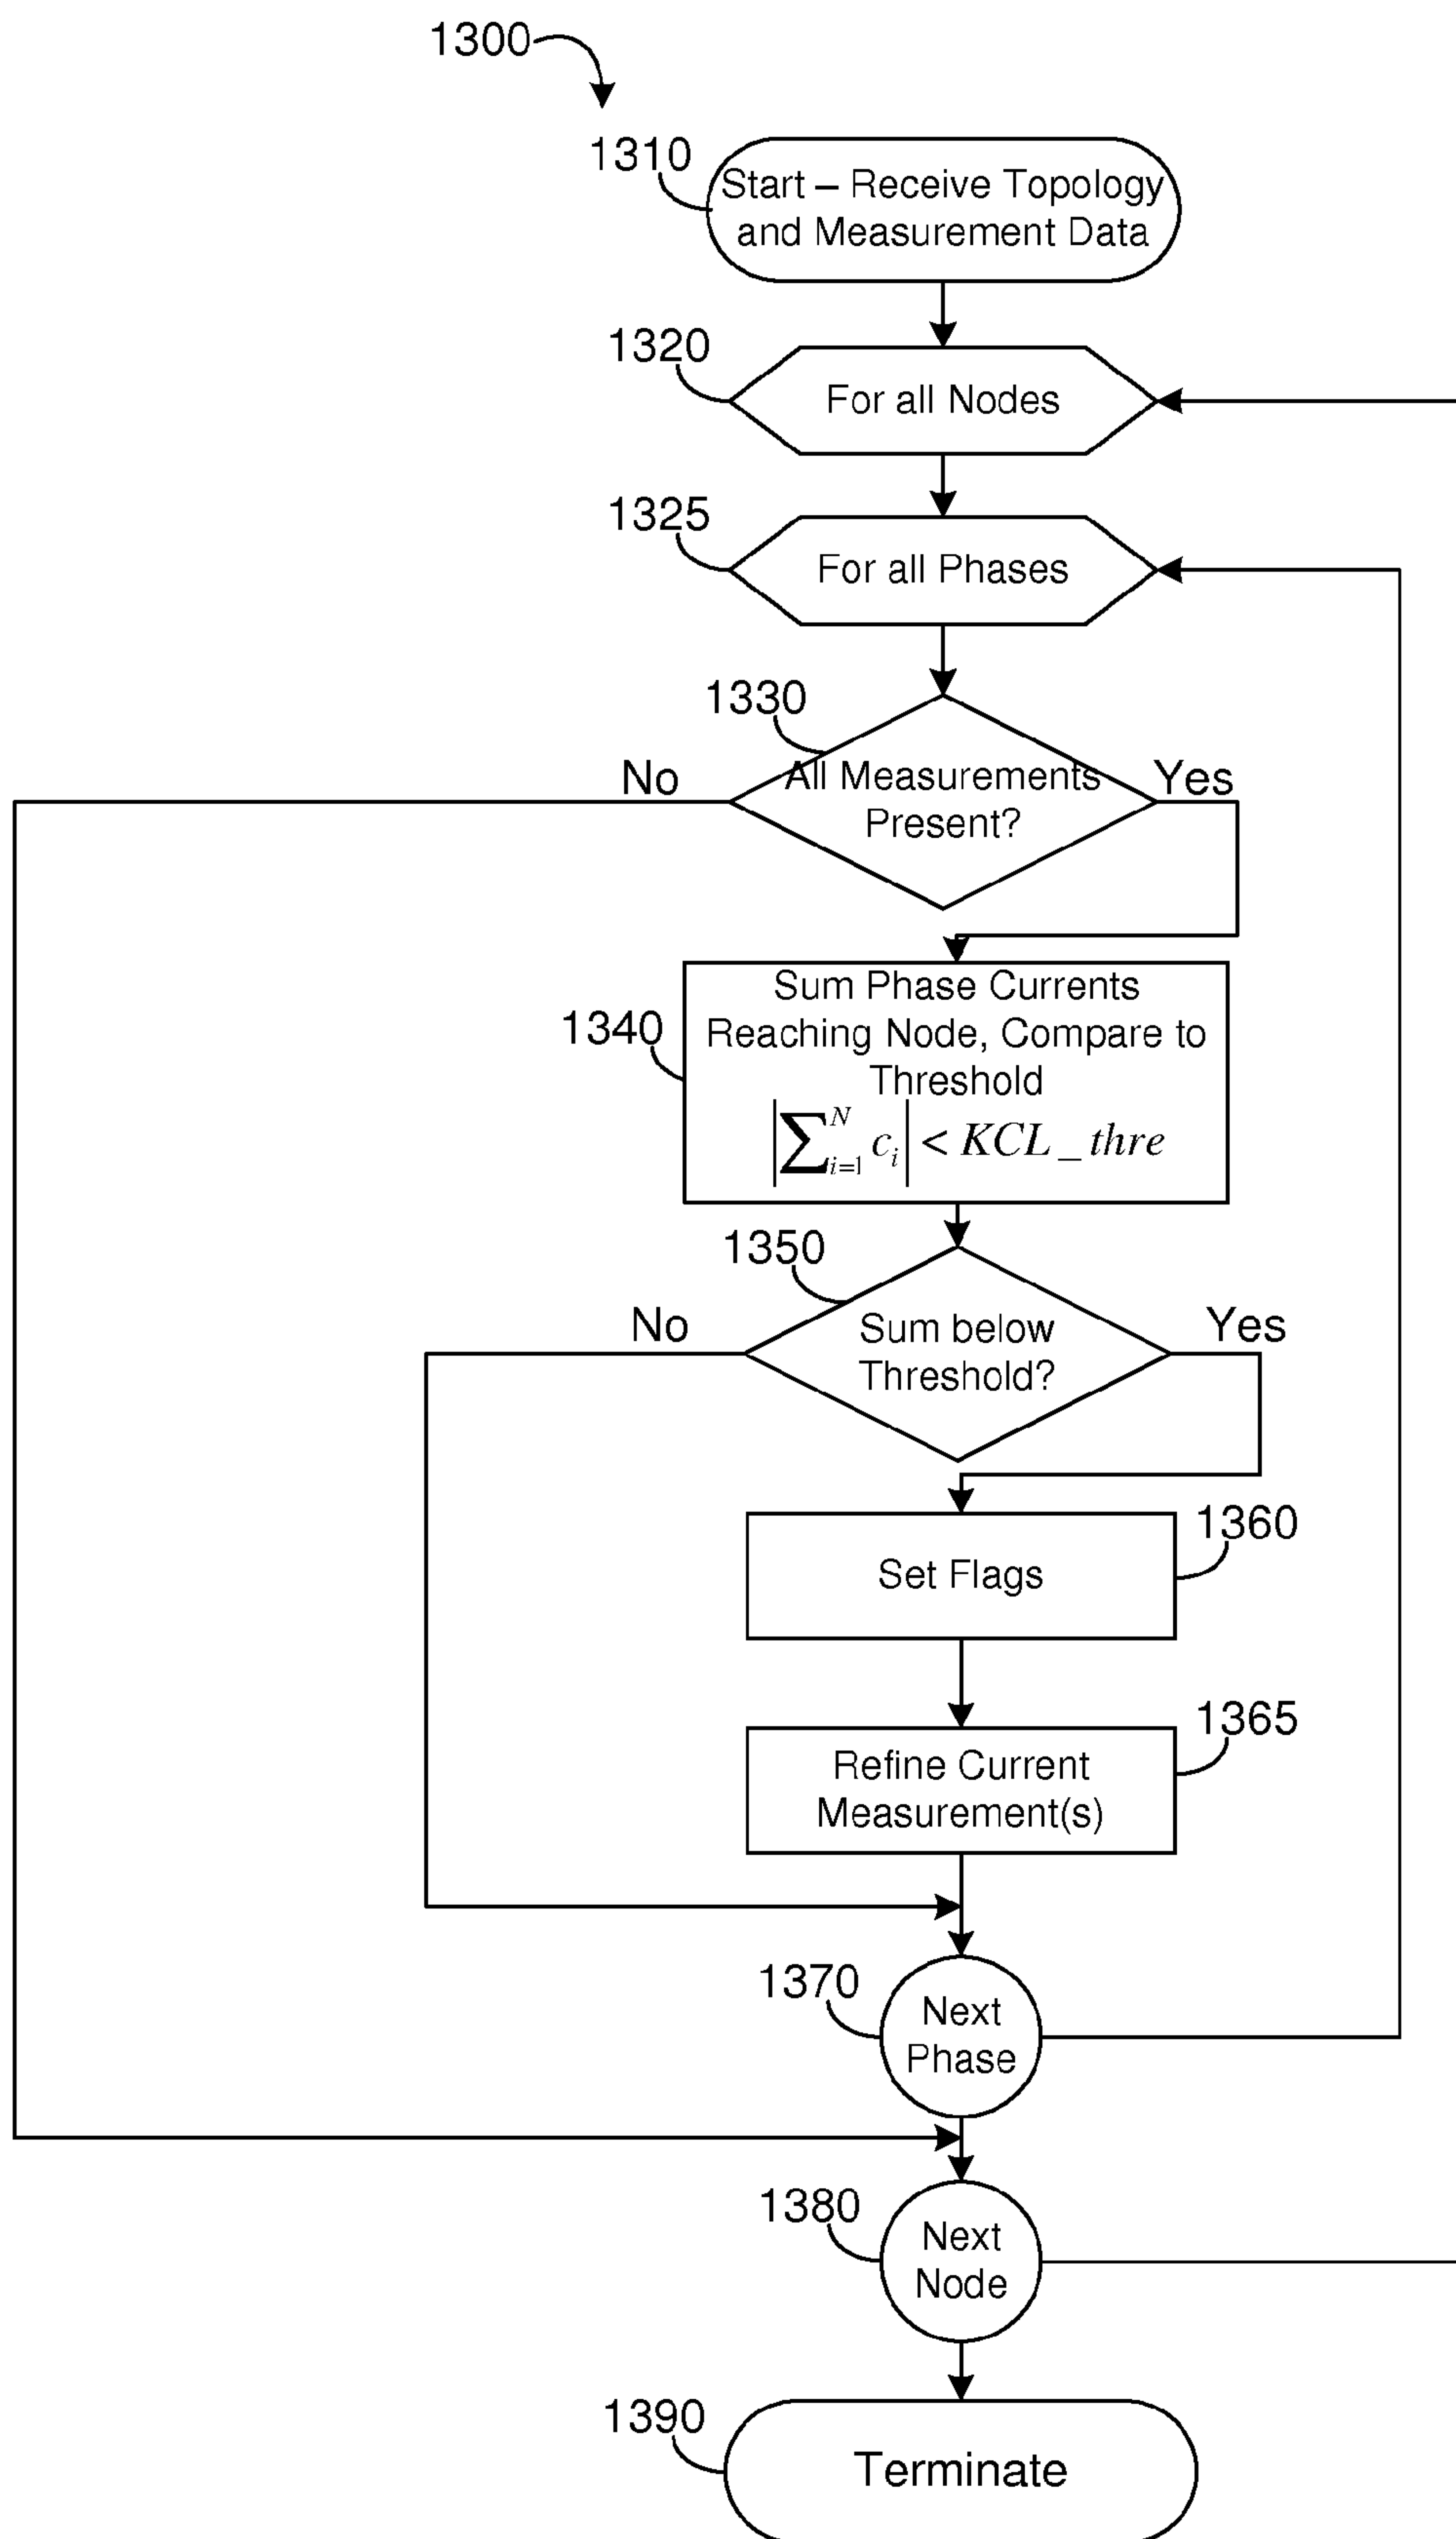 1300
1310
Start – Receive Topology
and Measurement Data
1320
For all Nodes
1325
For all Phases
1330
No
All Measurements
Present?
Yes
1340
Sum Phase Currents
Reaching Node, Compare to
Threshold
|∑_{i=1}^{N} c_i| < KCL_thre
1350
No
Sum below
Threshold?
Yes
1360
Set Flags
1365
Refine Current
Measurement(s)
1370
Next
Phase
1380
Next
Node
1390
Terminate